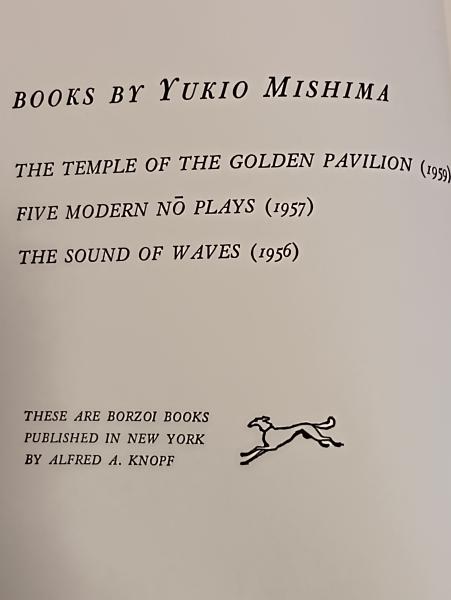 BOOKS BY YUKIO MISHIMA
THE TEMPLE OF THE GOLDEN PAVILION (1959)
FIVE MODERN NŌ PLAYS (1957)
THE SOUND OF WAVES (1956)
THESE ARE BORZOI BOOKS
PUBLISHED IN NEW YORK
BY ALFRED A. KNOPF